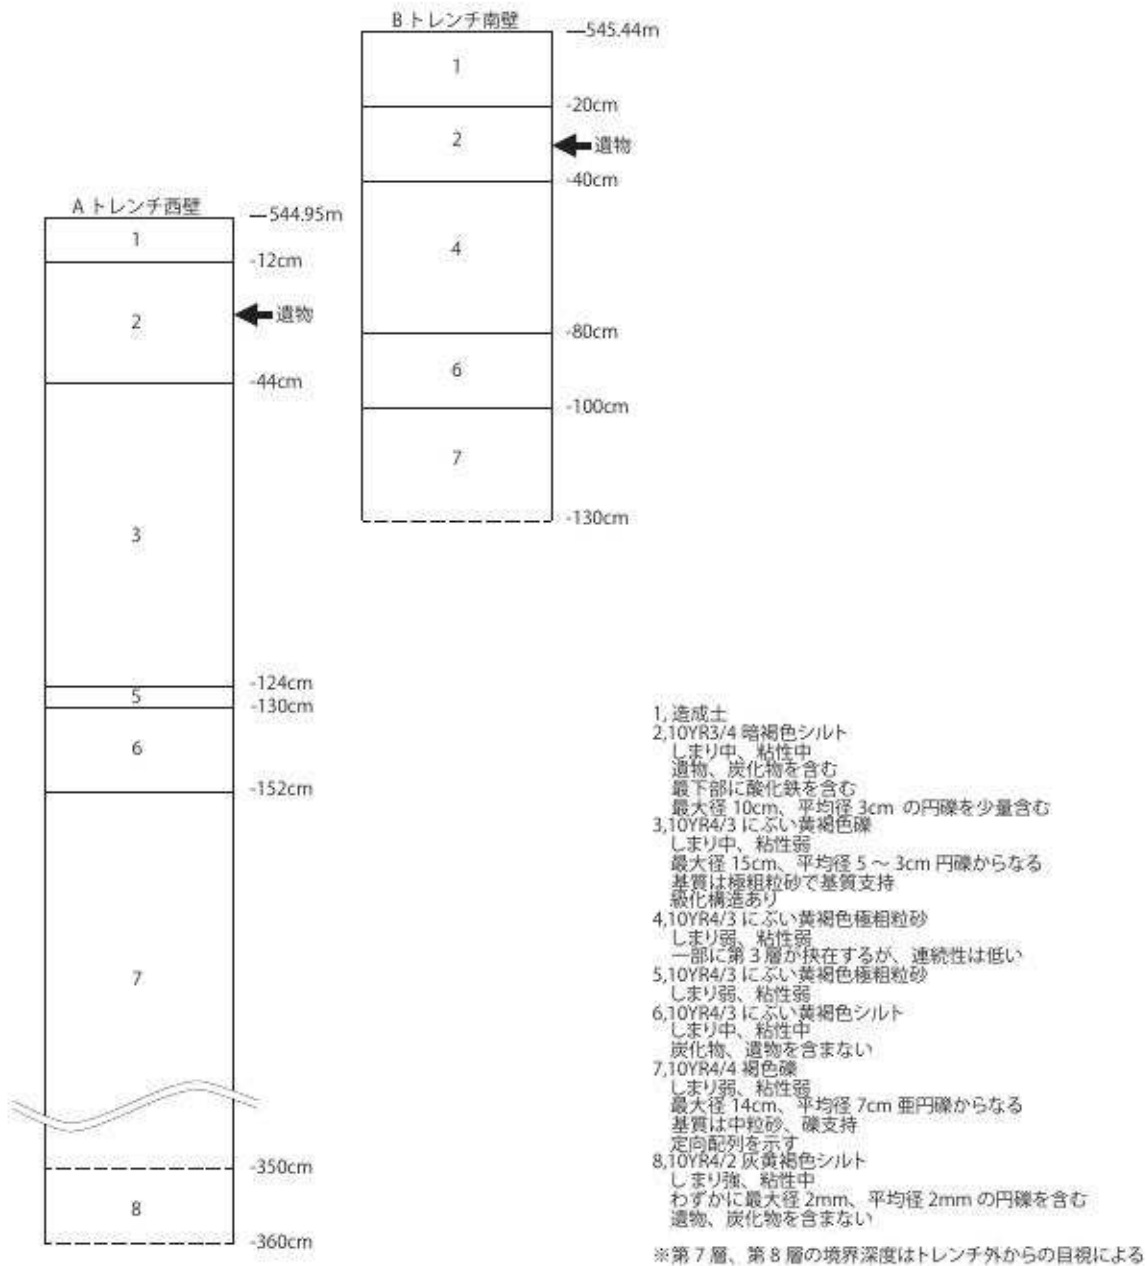 B トレンチ南壁
545.44m
1
-20cm
2
遺物
-40cm
4
-80cm
6
-100cm
7
-130cm
A トレンチ西壁
544.95m
1
-12cm
2
遺物
-44cm
3
-124cm
5
-130cm
6
-152cm
7
-350cm
8
-360cm
1, 造成土
2,10YR3/4 暗褐色シルト
しまり中、粘性中
遺物、炭化物を含む
最下部に酸化鉄を含む
最大径 10cm、平均径 3cm の円礫を少量含む
3,10YR4/3 にぶい黄褐色礫
しまり中、粘性弱
最大径 15cm、平均径 5 ～ 3cm 円礫からなる
基質は極粗粒砂で基質支持
級化構造あり
4,10YR4/3 にぶい黄褐色極粗粒砂
しまり弱、粘性弱
一部に第 3 層が挟在するが、連続性は低い
5,10YR4/3 にぶい黄褐色極粗粒砂
しまり弱、粘性弱
6,10YR4/3 にぶい黄褐色シルト
しまり中、粘性中
炭化物、遺物を含まない
7,10YR4/4 褐色礫
しまり弱、粘性弱
最大径 14cm、平均径 7cm 亜円礫からなる
基質は中粒砂、礫支持
定向配列を示す
8,10YR4/2 灰黄褐色シルト
しまり強、粘性中
わずかに最大径 2mm、平均径 2mm の円礫を含む
遺物、炭化物を含まない
※第 7 層、第 8 層の境界深度はトレンチ外からの目視による